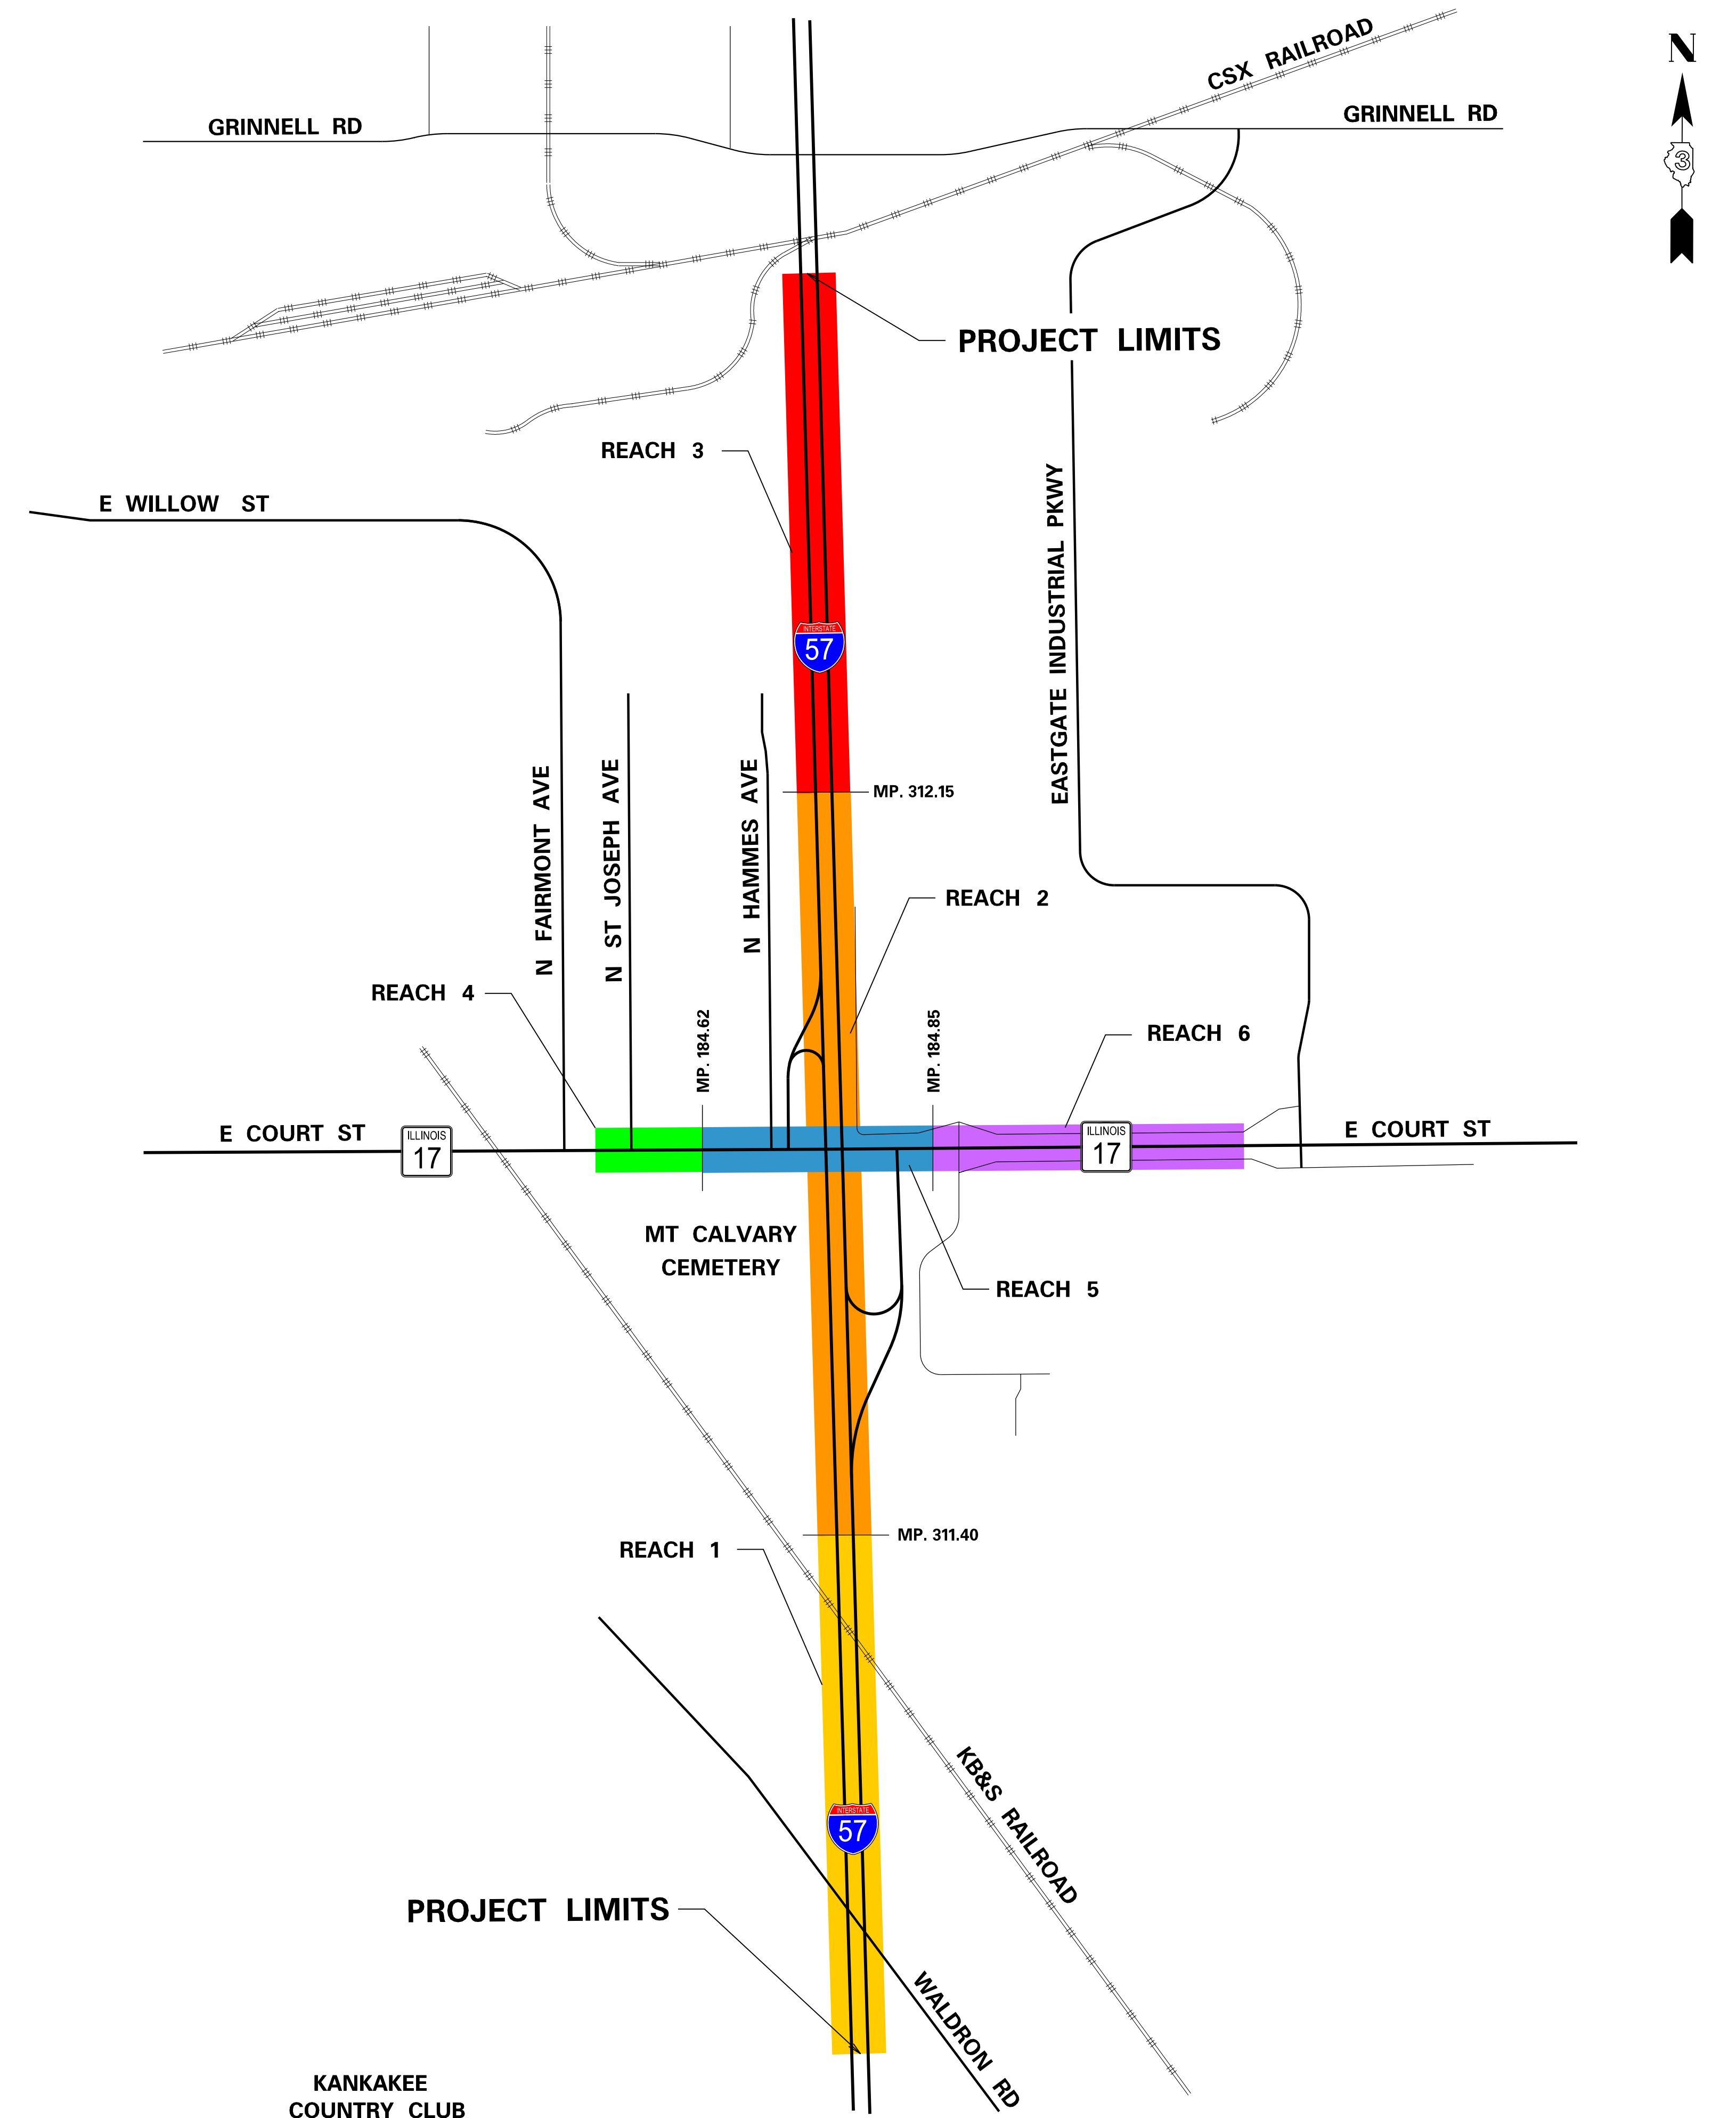 CSX RAILROAD
N
GRINNELL RD
GRINNELL RD
3
PROJECT LIMITS
REACH 3
E WILLOW ST
EASTGATE INDUSTRIAL PKWY
INTERSTATE
57
N FAIRMONT AVE
N ST JOSEPH AVE
N HAMMES AVE
MP. 312.15
REACH 2
REACH 4
MP. 184.62
MP. 184.85
REACH 6
E COURT ST
ILLINOIS
17
ILLINOIS
17
E COURT ST
MT CALVARY
CEMETERY
REACH 5
MP. 311.40
REACH 1
KB&S RAILROAD
INTERSTATE
57
PROJECT LIMITS
WALDRON RD
KANKAKEE
COUNTRY CLUB